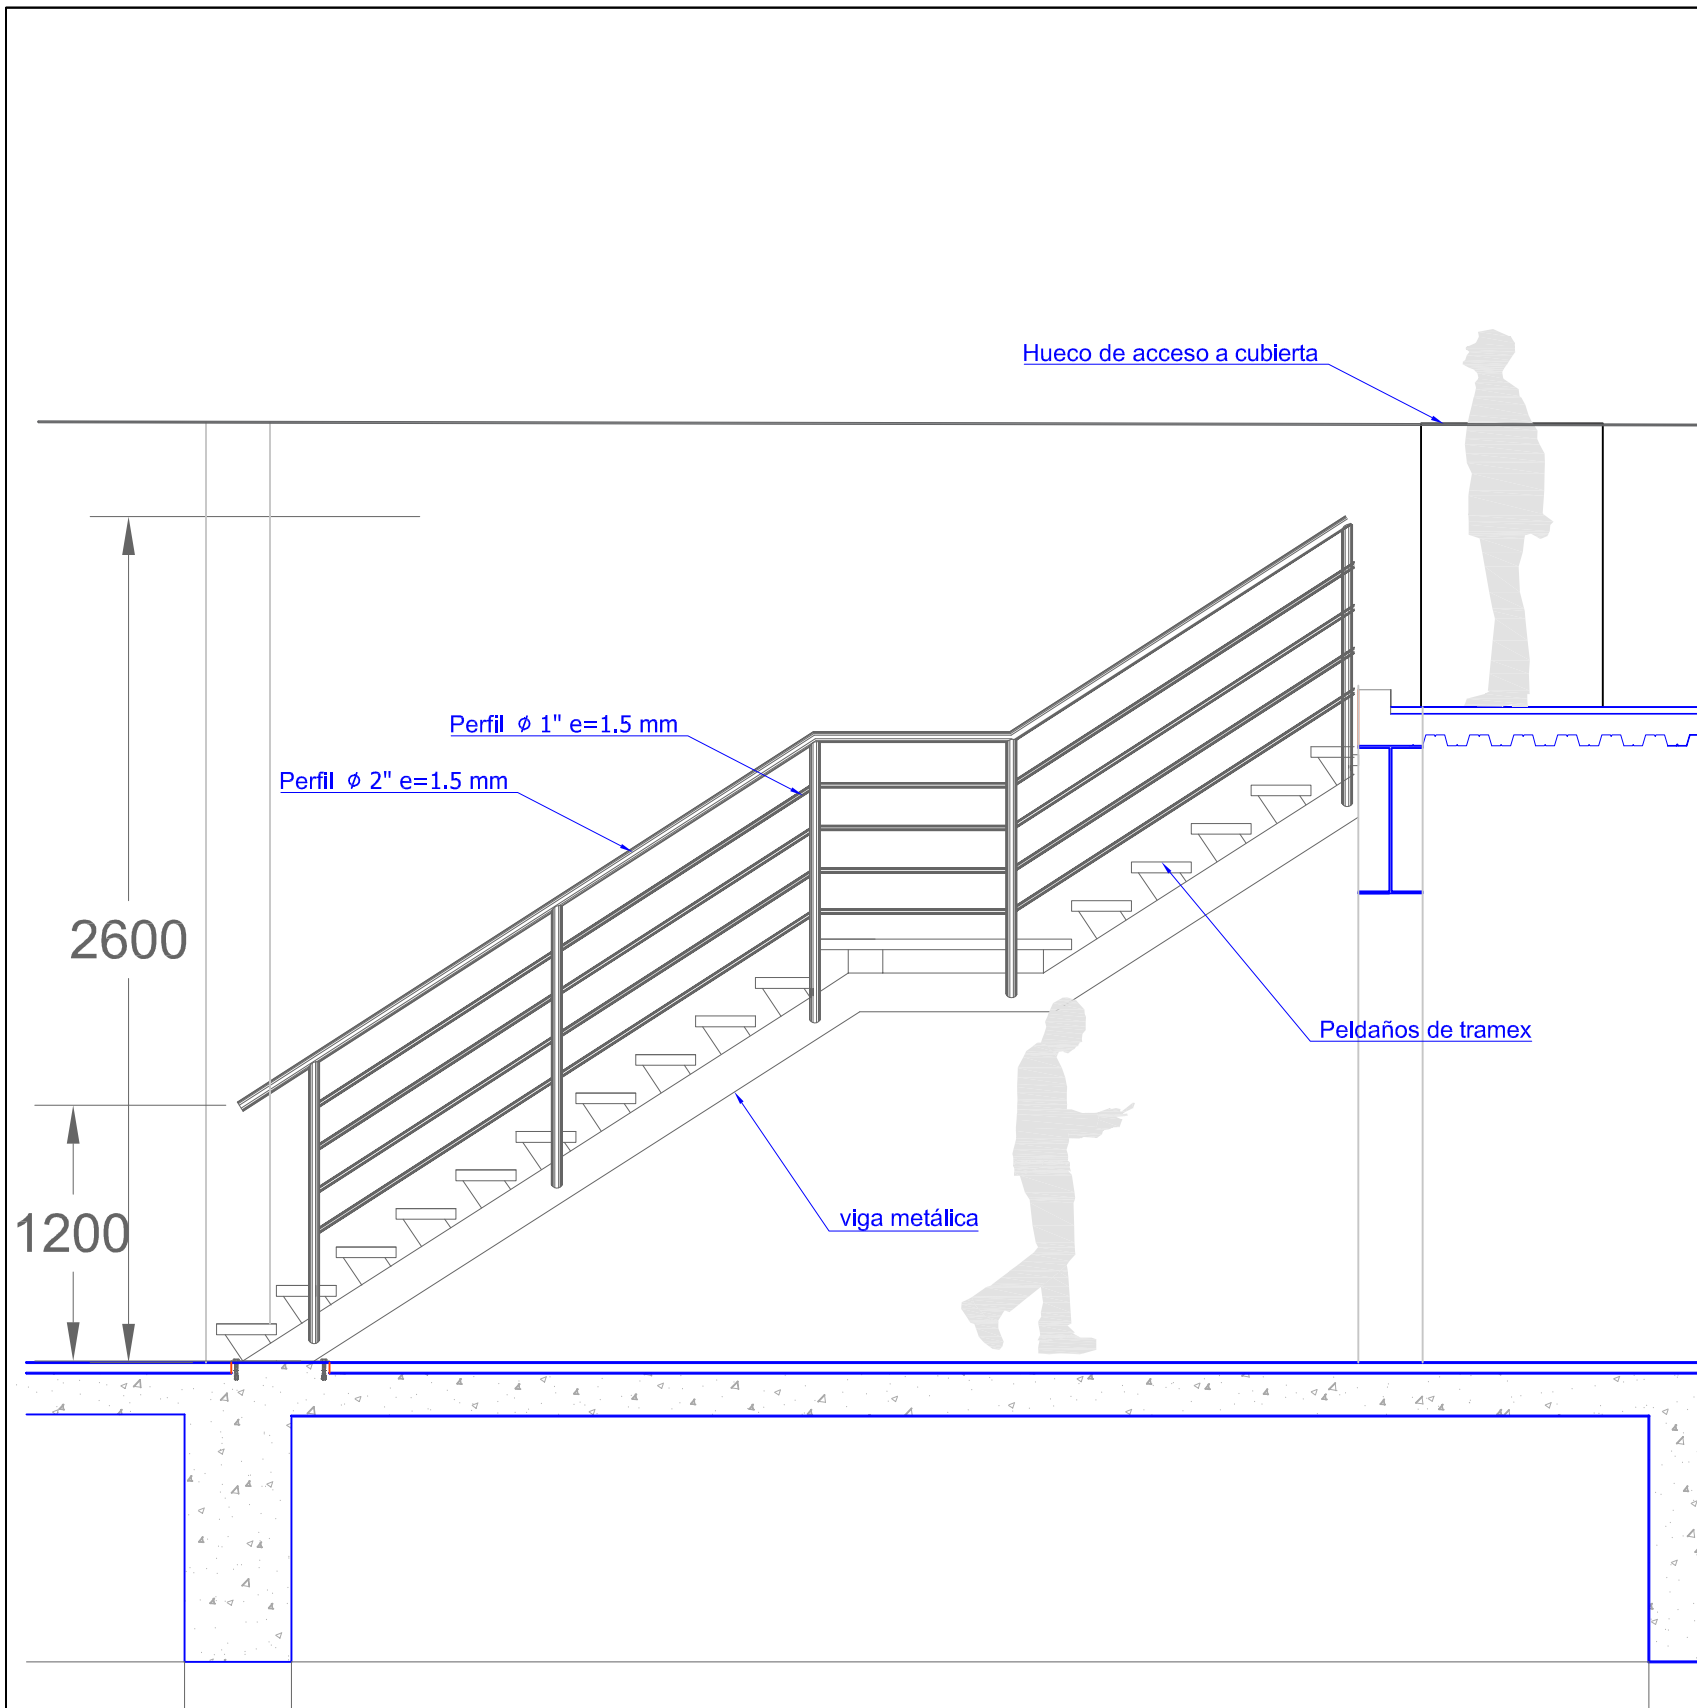 Hueco de acceso a cubierta
Perfil ϕ 1" e=1.5 mm
Perfil ϕ 2" e=1.5 mm
2600
Peldaños de tramex
viga metálica
1200